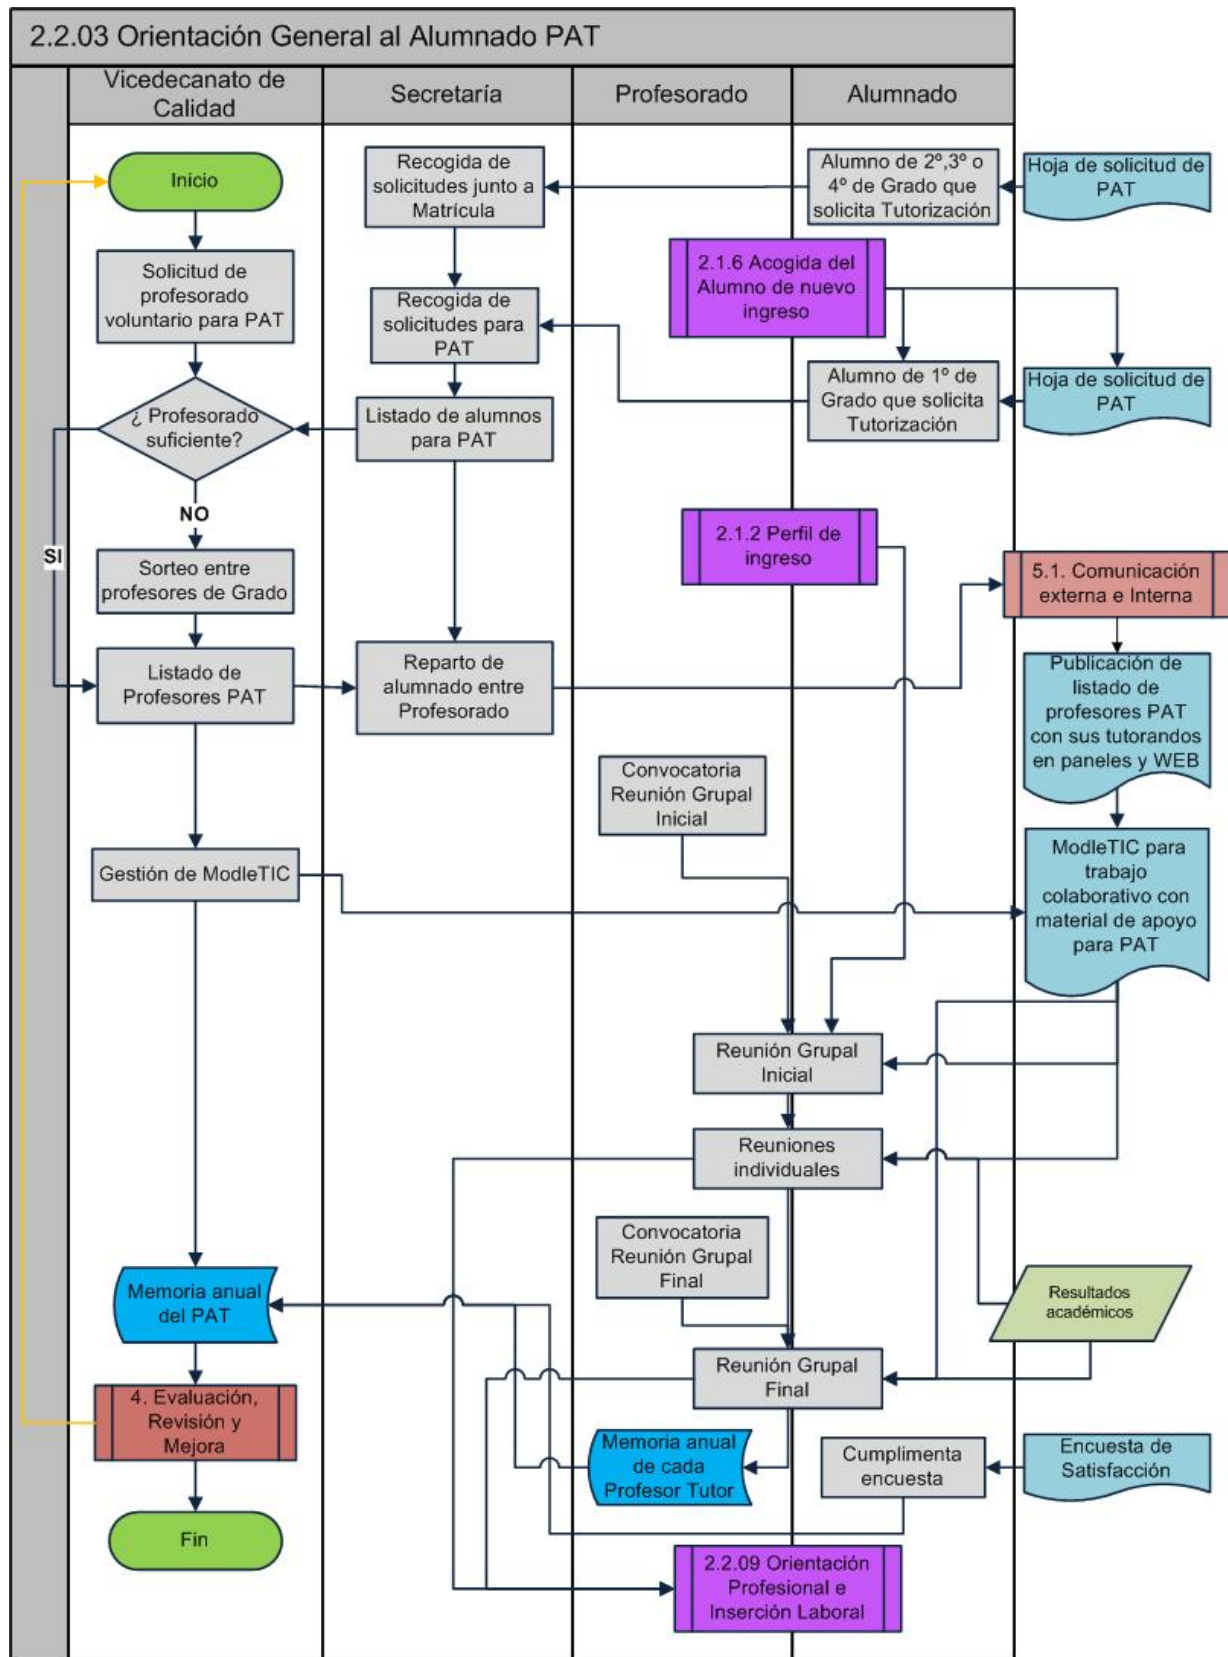 2.2.03 Orientación General al Alumnado PAT
Vicedecanato de
Calidad
Secretaría
Profesorado
Alumnado
Inicio
Recogida de
solicitudes junto a
Matrícula
Alumno de 2º,3º o
4º de Grado que
solicita Tutorización
Hoja de solicitud de
PAT
Solicitud de
profesorado
voluntario para PAT
Recogida de
solicitudes para
PAT
2.1.6 Acogida del
Alumno de nuevo
ingreso
¿ Profesorado
suficiente?
Listado de alumnos
para PAT
Alumno de 1º de
Grado que solicita
Tutorización
Hoja de solicitud de
PAT
NO
SI
Sorteo entre
profesores de Grado
2.1.2 Perfil de
ingreso
5.1. Comunicación
externa e Interna
Listado de
Profesores PAT
Reparto de
alumnado entre
Profesorado
Publicación de
listado de
profesores PAT
con sus tutorandos
en paneles y WEB
Convocatoria
Reunión Grupal
Inicial
Gestión de ModleTIC
ModleTIC para
trabajo
colaborativo con
material de apoyo
para PAT
Reunión Grupal
Inicial
Reuniones
individuales
Convocatoria
Reunión Grupal
Final
Memoria anual
del PAT
Resultados
académicos
Reunión Grupal
Final
4. Evaluación,
Revisión y
Mejora
Memoria anual
de cada
Profesor Tutor
Cumplimenta
encuesta
Encuesta de
Satisfacción
Fin
2.2.09 Orientación
Profesional e
Inserción Laboral